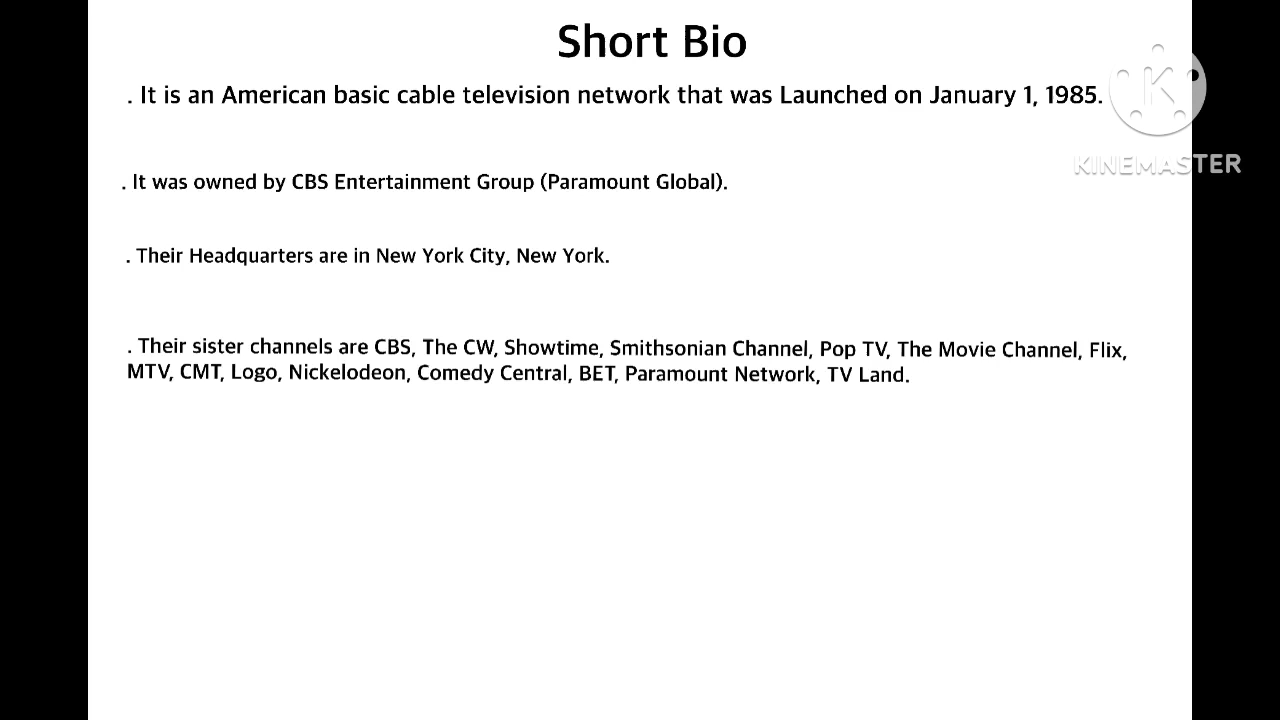 Short Bio
. It is an American basic cable television network that was Launched on January 1, 1985.
KINEMASTER
. It was owned by CBS Entertainment Group (Paramount Global).
. Their Headquarters are in New York City, New York.
. Their sister channels are CBS, The CW, Showtime, Smithsonian Channel, Pop TV, The Movie Channel, Flix,
MTV, CMT, Logo, Nickelodeon, Comedy Central, BET, Paramount Network, TV Land.